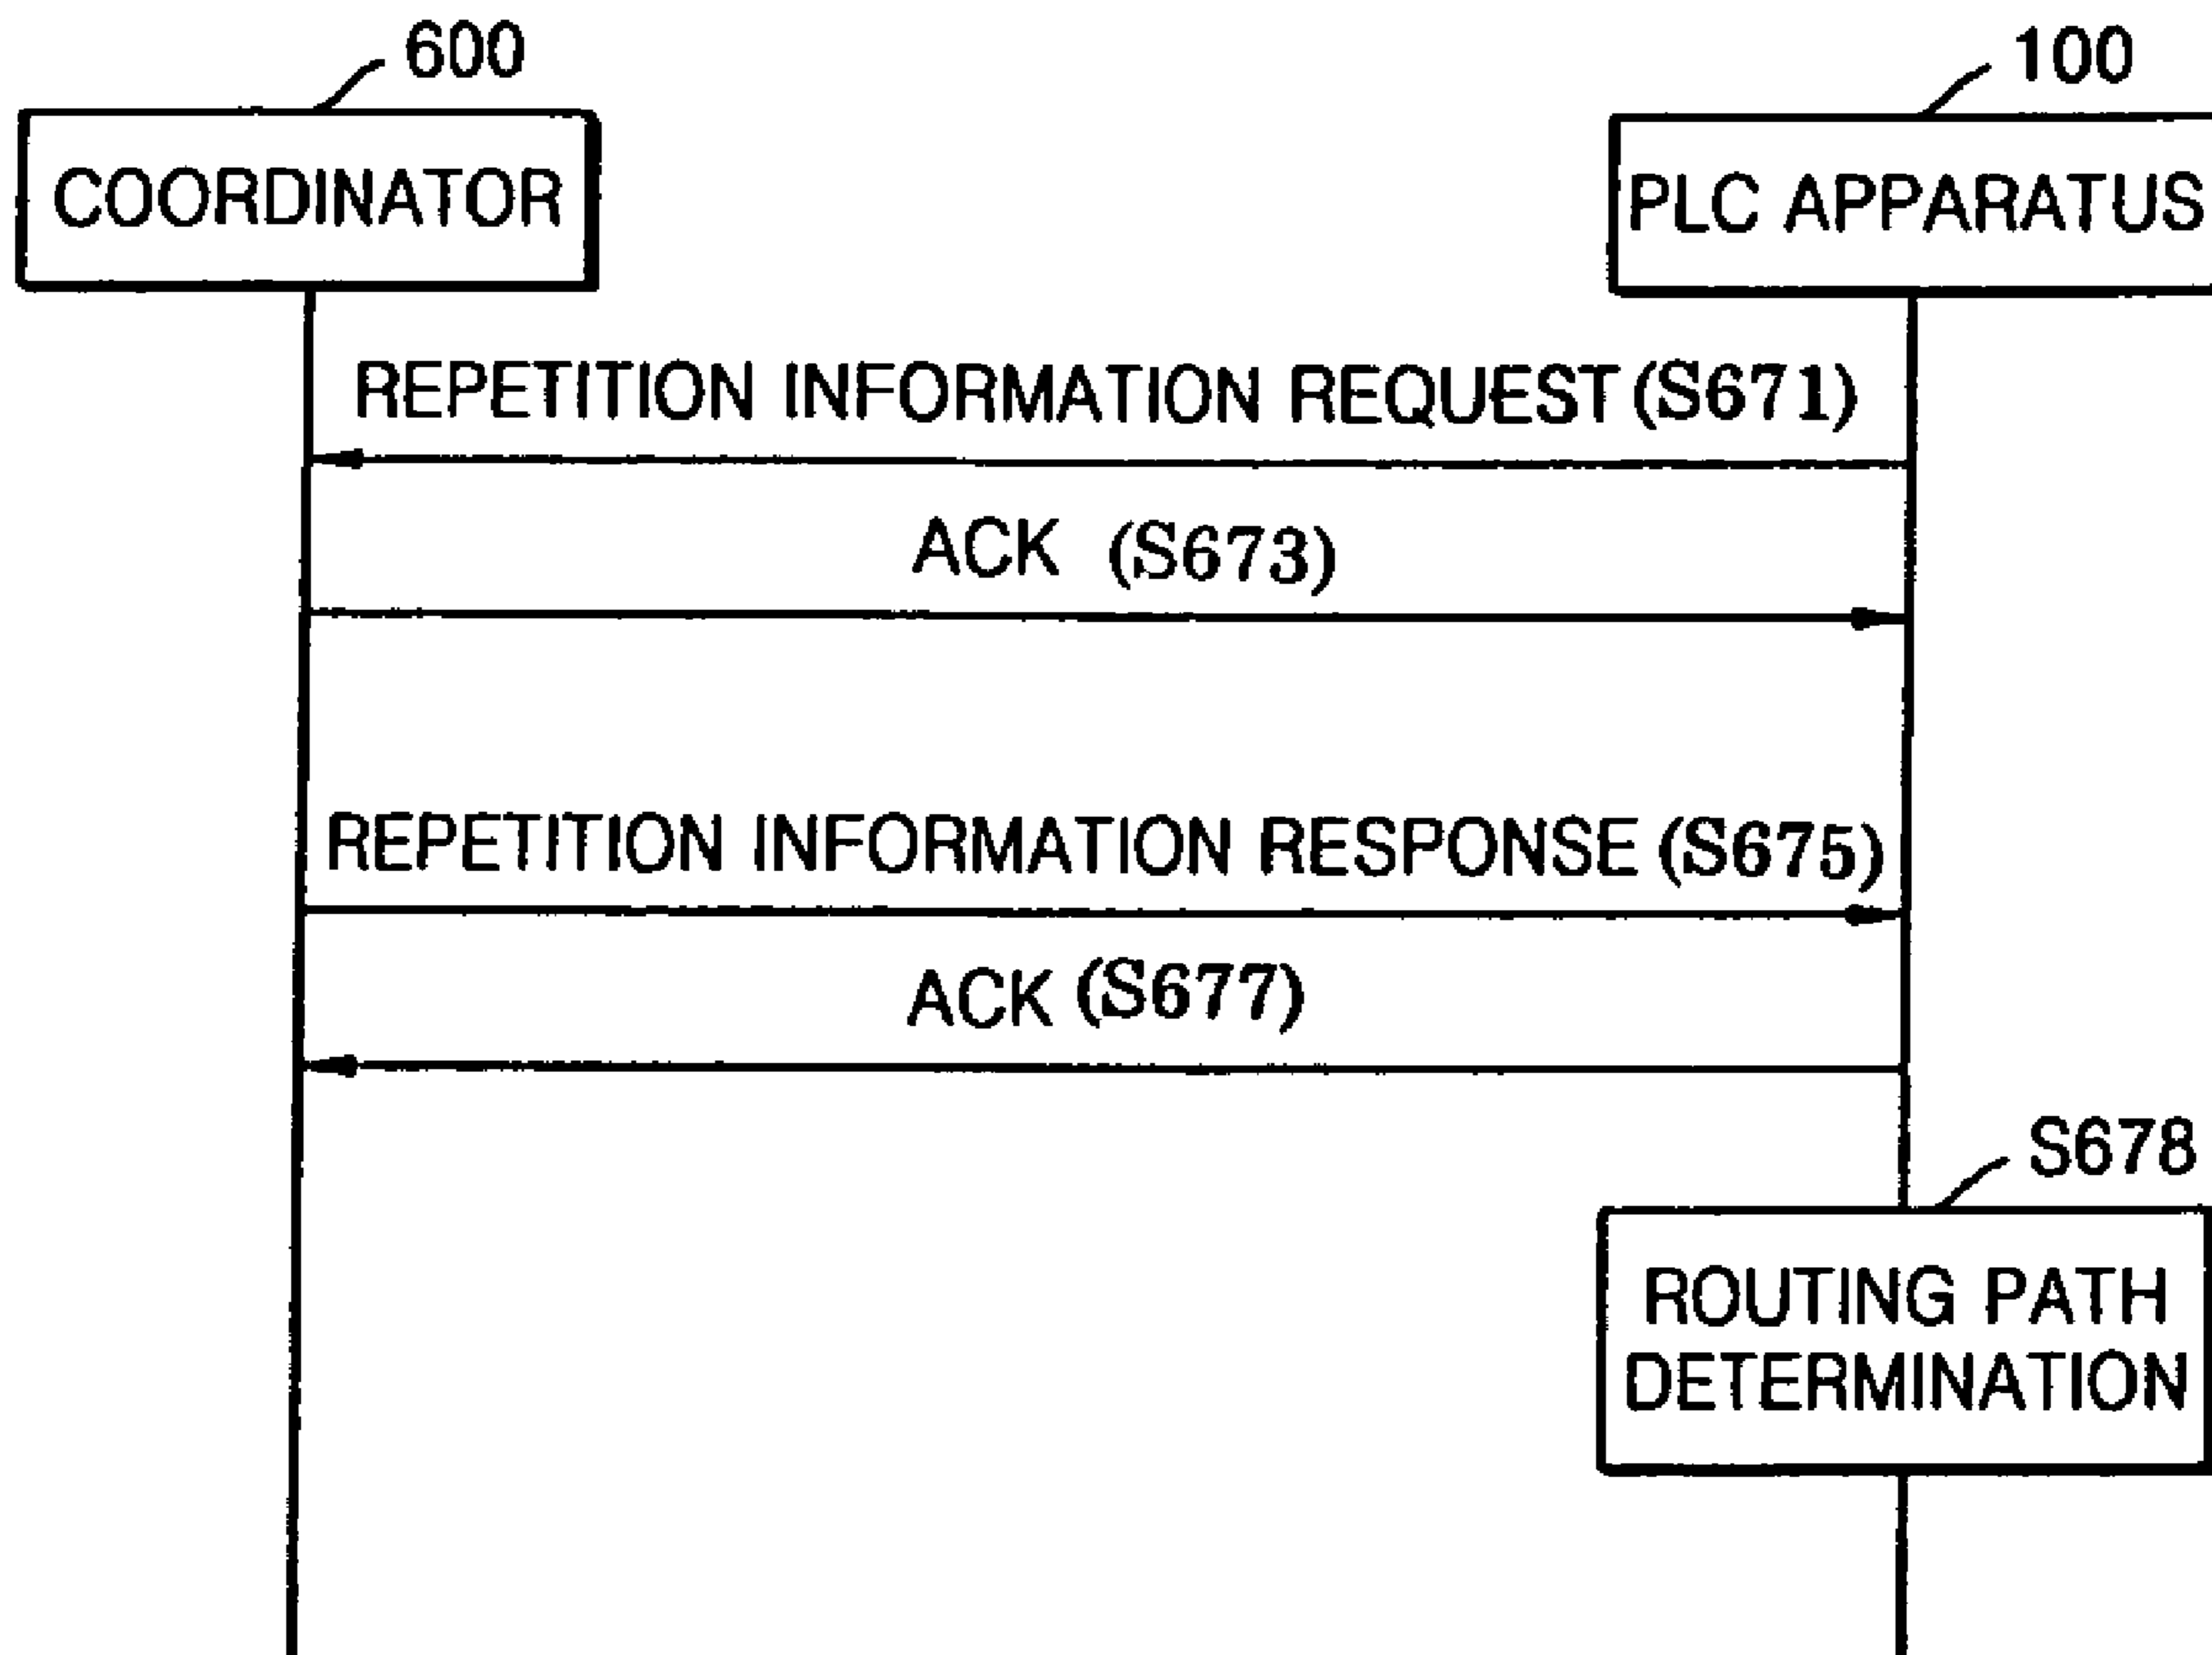 600
100
COORDINATOR
PLC APPARATUS
REPETITION INFORMATION REQUEST (S671)
ACK (S673)
REPETITION INFORMATION RESPONSE (S675)
ACK (S677)
S678
ROUTING PATH
DETERMINATION